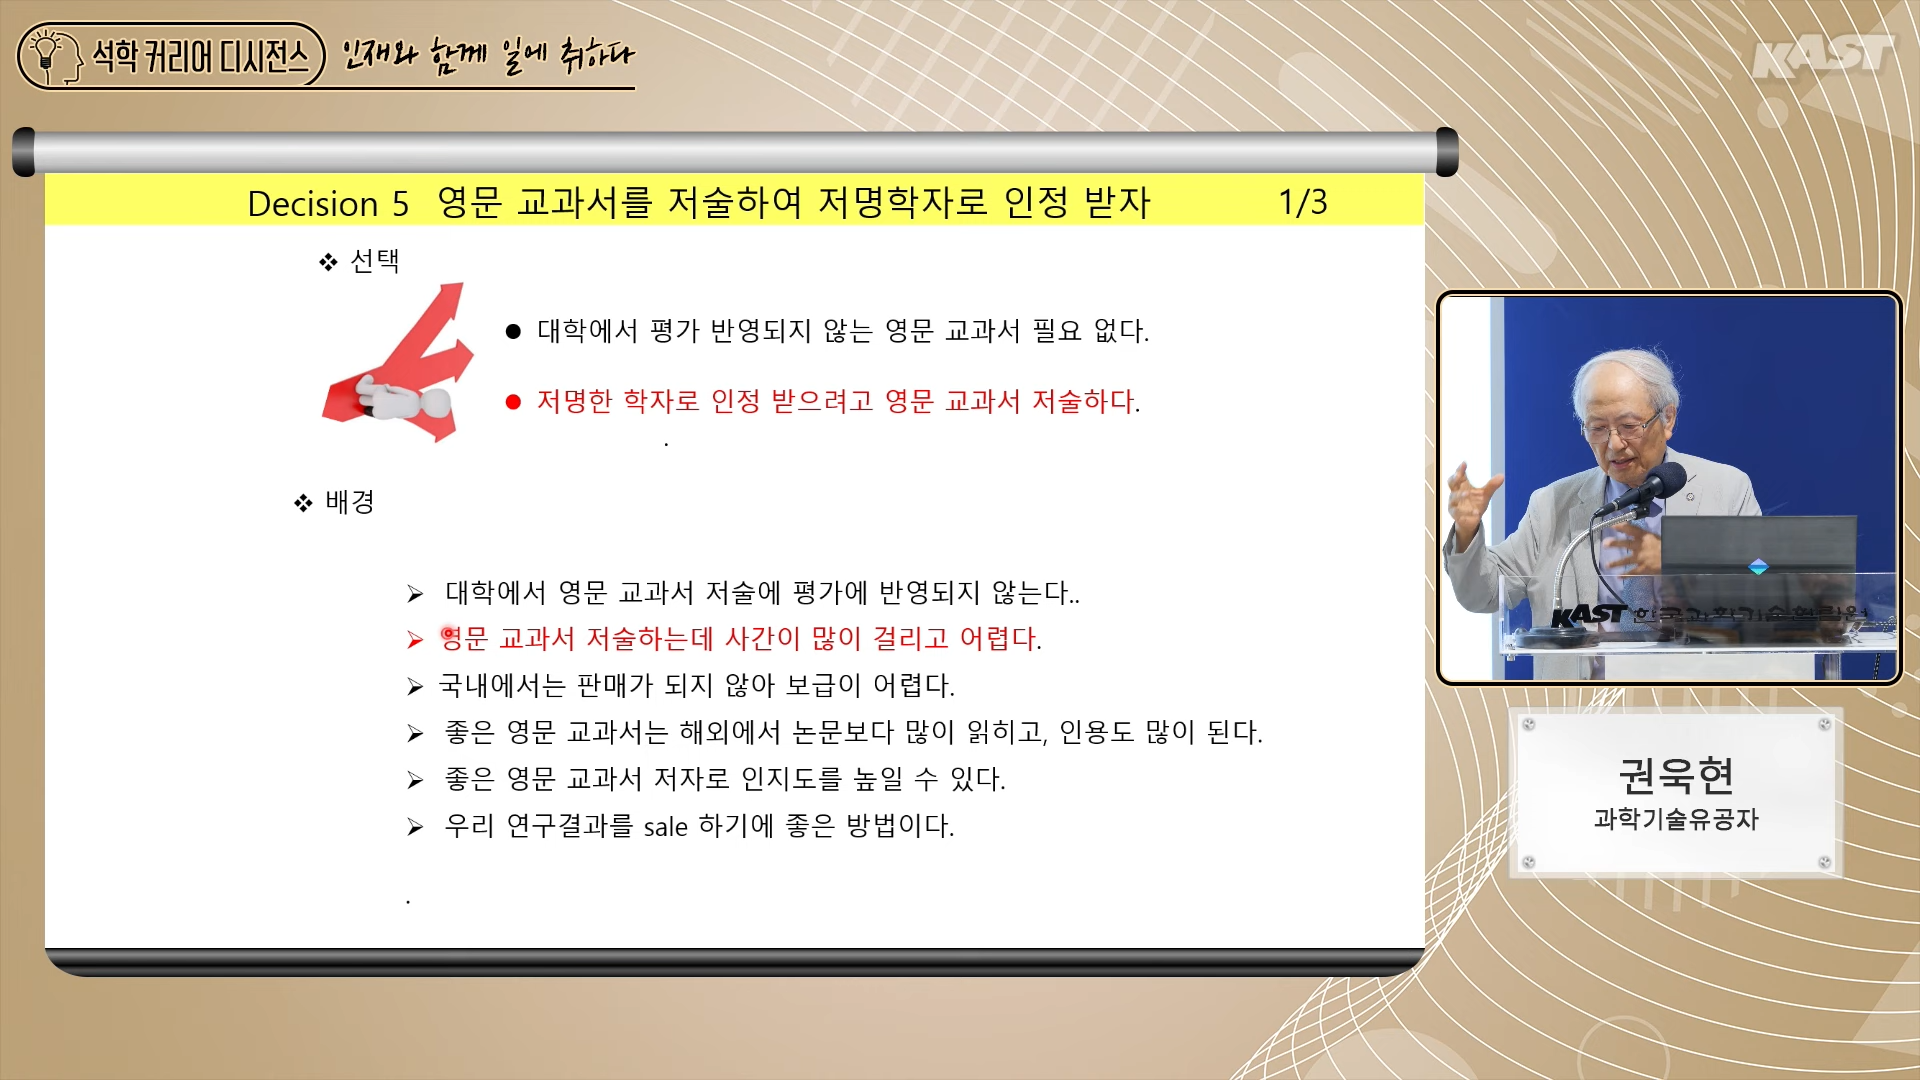 석학 커리어 디시전스 인재와 함께 일에 취하다
KAST
Decision 5 영문 교과서를 저술하여 저명학자로 인정 받자 1/3
❖ 선택
● 대학에서 평가 반영되지 않는 영문 교과서 필요 없다.
● 저명한 학자로 인정 받으려고 영문 교과서 저술하다.
.
❖ 배경
➢ 대학에서 영문 교과서 저술에 평가에 반영되지 않는다..
➢ 영문 교과서 저술하는데 시간이 많이 걸리고 어렵다.
➢ 국내에서는 판매가 되지 않아 보급이 어렵다.
➢ 좋은 영문 교과서는 해외에서 논문보다 많이 읽히고, 인용도 많이 된다.
➢ 좋은 영문 교과서 저자로 인지도를 높일 수 있다.
➢ 우리 연구결과를 sale 하기에 좋은 방법이다.
.
KAST 한국과학기술한림원
권욱현
과학기술유공자